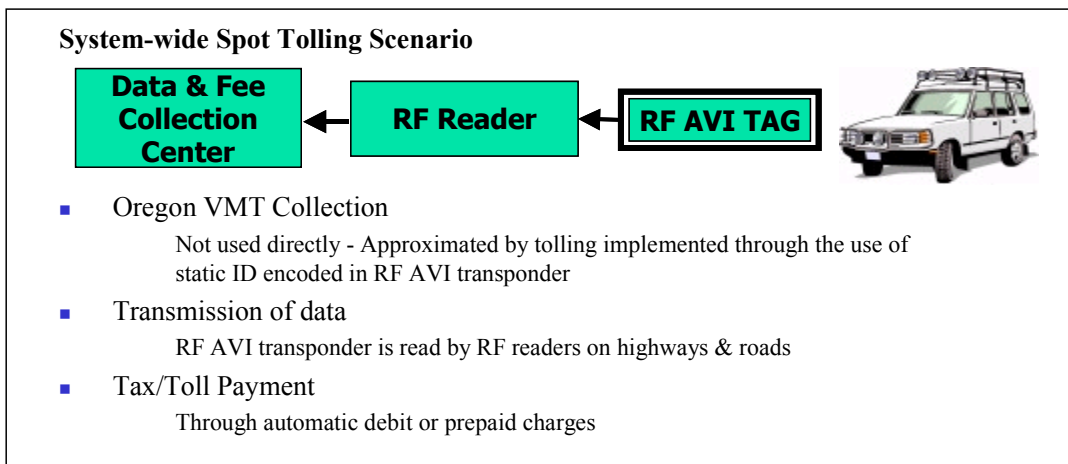 System-wide Spot Tolling Scenario
Data & Fee
Collection
Center
RF Reader
RF AVI TAG
Oregon VMT Collection
Not used directly - Approximated by tolling implemented through the use of
static ID encoded in RF AVI transponder
Transmission of data
RF AVI transponder is read by RF readers on highways & roads
Tax/Toll Payment
Through automatic debit or prepaid charges